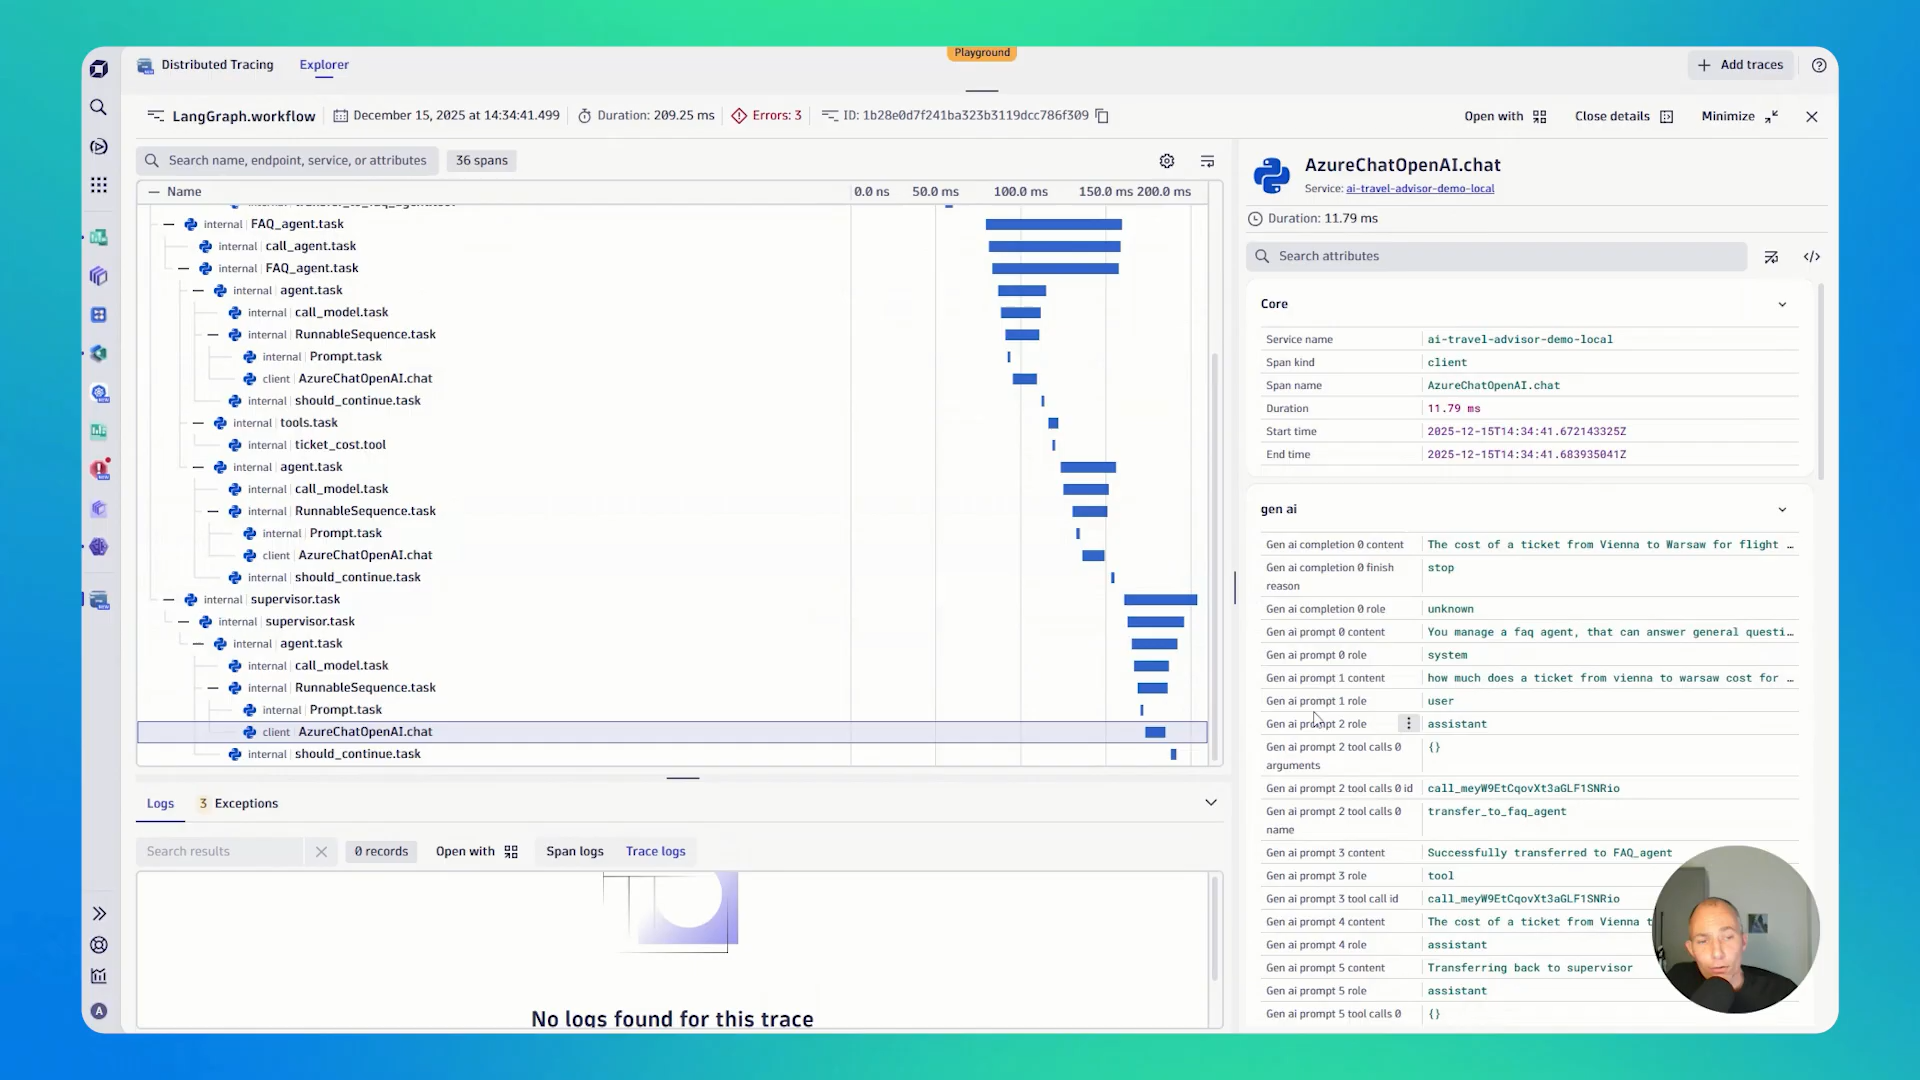 Playground
Distributed Tracing
Explorer
Add traces
LangGraph.workflow
December 15, 2025 at 14:34:41.499
Duration: 209.25 ms
Errors: 3
ID: 1b28e0d7f241ba323b3119dcc786f309
Open with
Close details
Minimize
Search name, endpoint, service, or attributes
36 spans
Name
0.0 ns
50.0 ms
100.0 ms
150.0 ms
200.0 ms
internal FAQ_agent.task
internal call_agent.task
internal FAQ_agent.task
internal agent.task
internal call_model.task
internal RunnableSequence.task
internal Prompt.task
client AzureChatOpenAI.chat
internal should_continue.task
internal tools.task
internal ticket_cost.tool
internal agent.task
internal call_model.task
internal RunnableSequence.task
internal Prompt.task
client AzureChatOpenAI.chat
internal should_continue.task
internal supervisor.task
internal supervisor.task
internal agent.task
internal call_model.task
internal RunnableSequence.task
internal Prompt.task
client AzureChatOpenAI.chat
internal should_continue.task
Logs
3 Exceptions
Search results
0 records
Open with
Span logs
Trace logs
No logs found for this trace
AzureChatOpenAI.chat
Service: ai-travel-advisor-demo-local
Duration: 11.79 ms
Search attributes
Core
Service name ai-travel-advisor-demo-local
Span kind client
Span name AzureChatOpenAI.chat
Duration 11.79 ms
Start time 2025-12-15T14:34:41.672143325Z
End time 2025-12-15T14:34:41.683935041Z
gen ai
Gen ai completion 0 content The cost of a ticket from Vienna to Warsaw for flight …
Gen ai completion 0 finish reason stop
Gen ai completion 0 role unknown
Gen ai prompt 0 content You manage a faq agent, that can answer general questi…
Gen ai prompt 0 role system
Gen ai prompt 1 content how much does a ticket from vienna to warsaw cost for …
Gen ai prompt 1 role user
Gen ai prompt 2 role assistant
Gen ai prompt 2 tool calls 0 arguments {}
Gen ai prompt 2 tool calls 0 id call_meyW9EtCqovXt3aGLF1SNRio
Gen ai prompt 2 tool calls 0 name transfer_to_faq_agent
Gen ai prompt 3 content Successfully transferred to FAQ_agent
Gen ai prompt 3 role tool
Gen ai prompt 3 tool call id call_meyW9EtCqovXt3aGLF1SNRio
Gen ai prompt 4 content The cost of a ticket from Vienna t
Gen ai prompt 4 role assistant
Gen ai prompt 5 content Transferring back to supervisor
Gen ai prompt 5 role assistant
Gen ai prompt 5 tool calls 0 {}